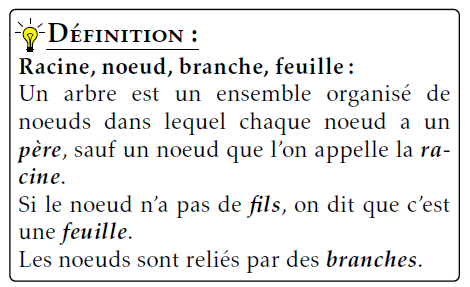 DÉFINITION :
Racine, noeud, branche, feuille :
Un arbre est un ensemble organisé de
noeuds dans lequel chaque noeud a un
père, sauf un noeud que l'on appelle la ra-
cine.
Si le noeud n'a pas de fils, on dit que c'est
une feuille.
Les noeuds sont reliés par des branches.